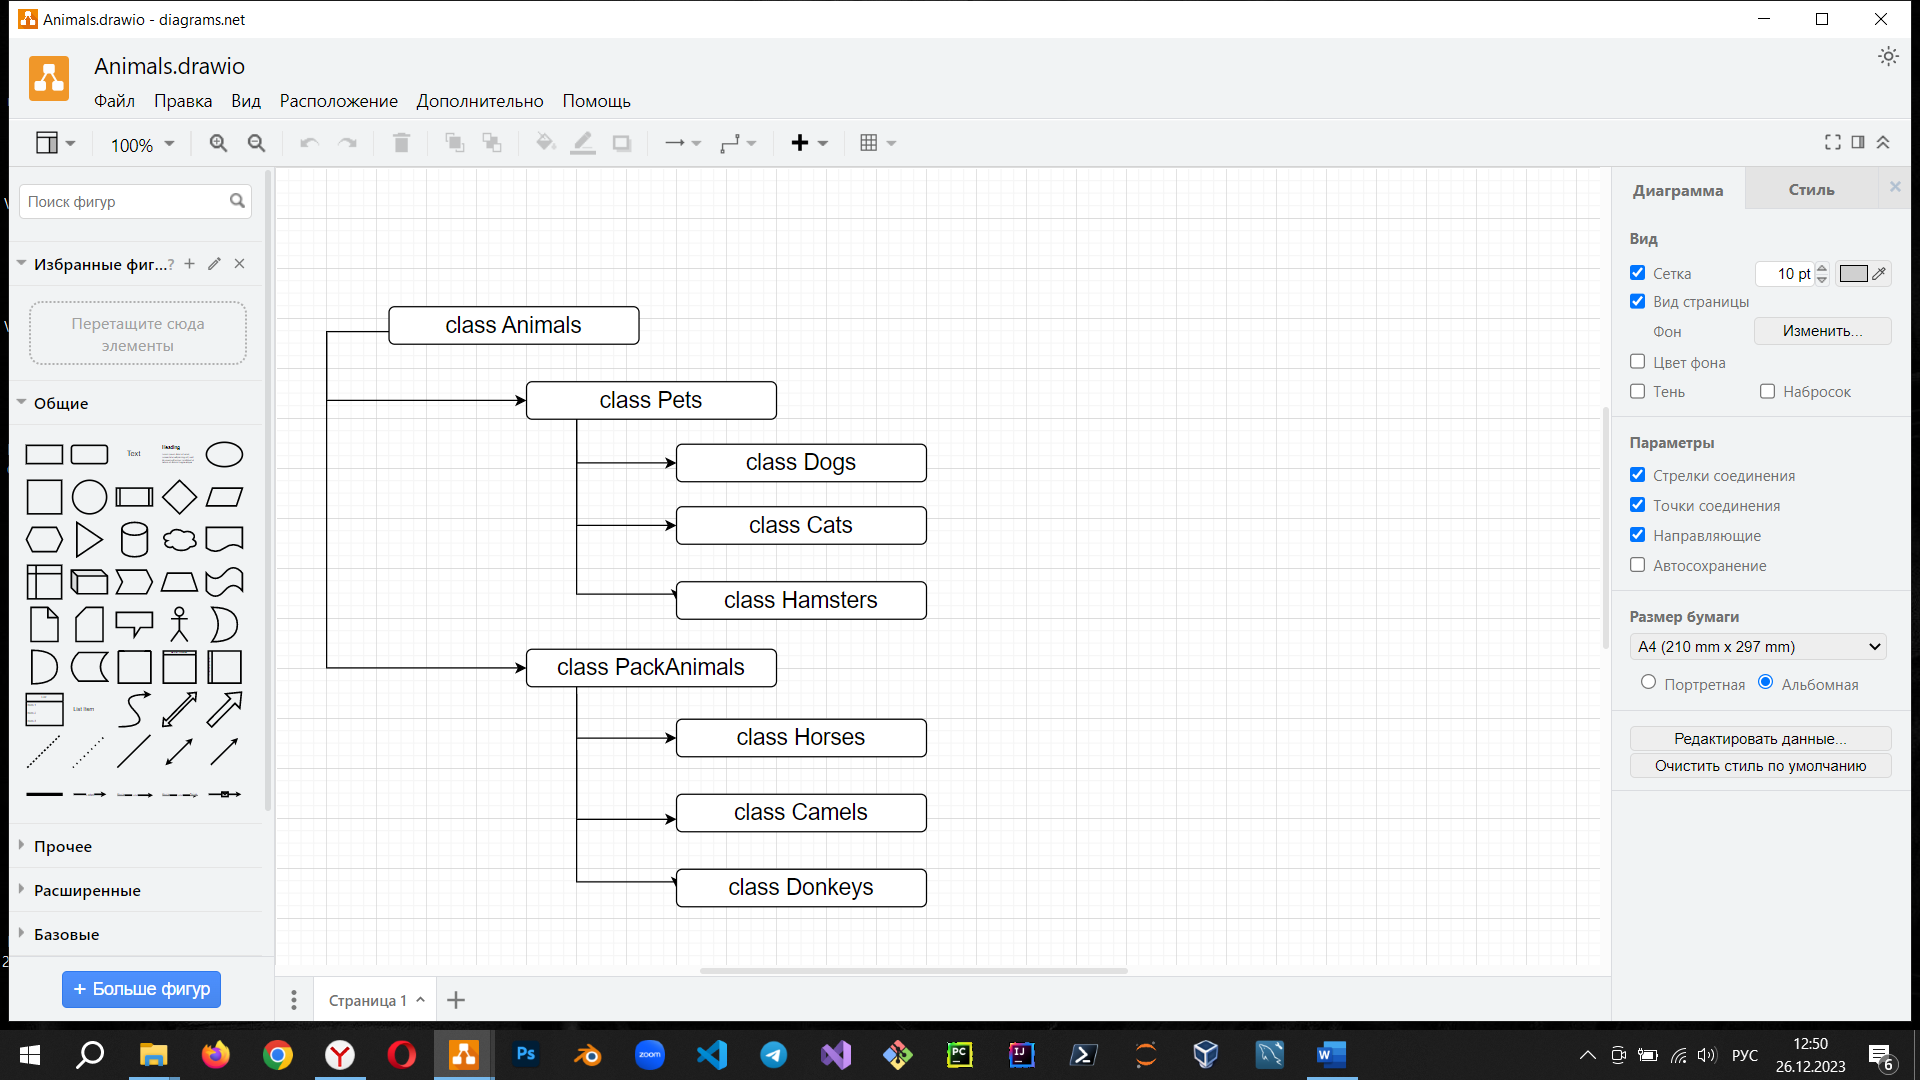 Animals.drawio - diagrams.net
Animals.drawio
Файл Правка Вид Расположение Дополнительно Помощь
100%
Поиск фигур
Избранные фиг...?
Перетащите сюда
элементы
Общие
Text
Heading
List Item
Прочее
Расширенные
Базовые
+ Больше фигур
class Animals
class Pets
class Dogs
class Cats
class Hamsters
class PackAnimals
class Horses
class Camels
class Donkeys
Страница 1
Диаграмма Стиль
Вид
Сетка 10 pt
Вид страницы
Фон Изменить...
Цвет фона
Тень Набросок
Параметры
Стрелки соединения
Точки соединения
Направляющие
Автосохранение
Размер бумаги
A4 (210 mm x 297 mm)
Портретная Альбомная
Редактировать данные...
Очистить стиль по умолчанию
Ps
zoom
PC
IJ
W
РУС
12:50
26.12.2023
6